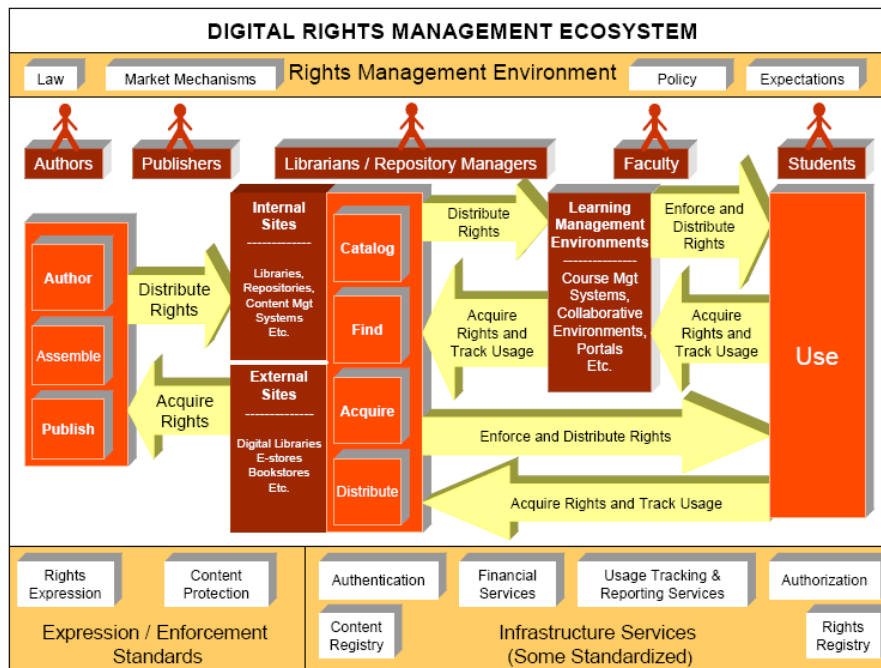 DIGITAL RIGHTS MANAGEMENT ECOSYSTEM
Law
Market Mechanisms
Rights Management Environment
Policy
Expectations
Authors
Publishers
Librarians / Repository Managers
Faculty
Students
Author
Assemble
Publish
Distribute
Rights
Acquire
Rights
Internal
Sites
-------------
Libraries,
Repositories,
Content Mgt
Systems
Etc.
External
Sites
--------------
Digital Libraries
E-stores
Bookstores
Etc.
Catalog
Find
Acquire
Distribute
Distribute
Rights
Acquire
Rights and
Track Usage
Learning
Management
Environments
---------------
Course Mgt
Systems,
Collaborative
Environments,
Portals
Etc.
Enforce and
Distribute
Rights
Acquire
Rights and
Track Usage
Enforce and Distribute Rights
Acquire Rights and Track Usage
Use
Rights
Expression
Content
Protection
Expression / Enforcement
Standards
Authentication
Financial
Services
Usage Tracking &
Reporting Services
Authorization
Content
Registry
Infrastructure Services
(Some Standardized)
Rights
Registry